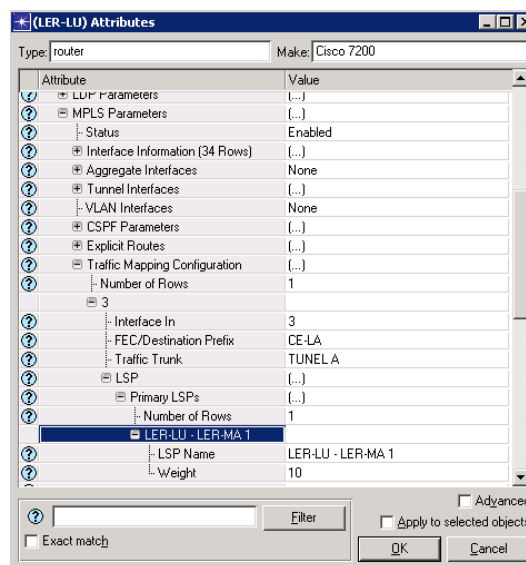 (LER-LU) Attributes
Type: router Make: Cisco 7200
Attribute Value
LDP Parameters (...)
MPLS Parameters (...)
Status Enabled
Interface Information (34 Rows) (...)
Aggregate Interfaces None
Tunnel Interfaces (...)
VLAN Interfaces None
CSPF Parameters (...)
Explicit Routes (...)
Traffic Mapping Configuration (...)
Number of Rows 1
3
Interface In 3
FEC/Destination Prefix CE-LA
Traffic Trunk TUNEL A
LSP (...)
Primary LSPs (...)
Number of Rows 1
LER-LU - LER-MA 1
LSP Name LER-LU - LER-MA 1
Weight 10
Advanced
Filter
Apply to selected objects
Exact match
OK Cancel